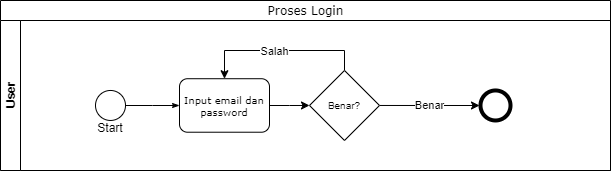 Proses Login
User
Salah
Input email dan
password
Benar?
Benar
Start